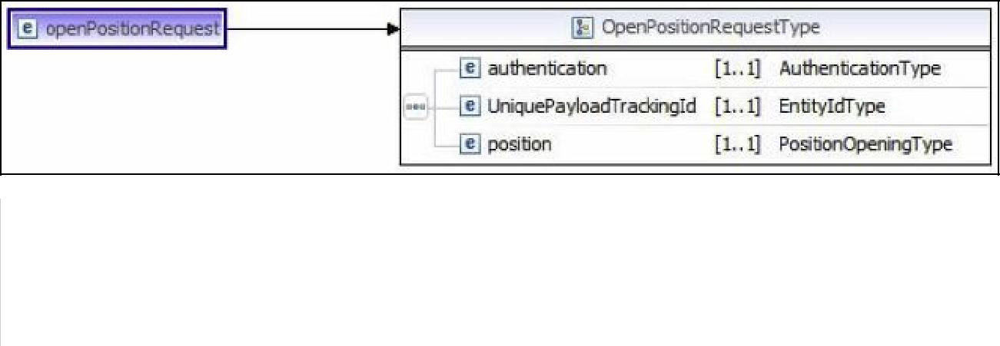 e openPositionRequest
OpenPositionRequestType
e authentication [1..1] AuthenticationType
e UniquePayloadTrackingId [1..1] EntityIdType
e position [1..1] PositionOpeningType